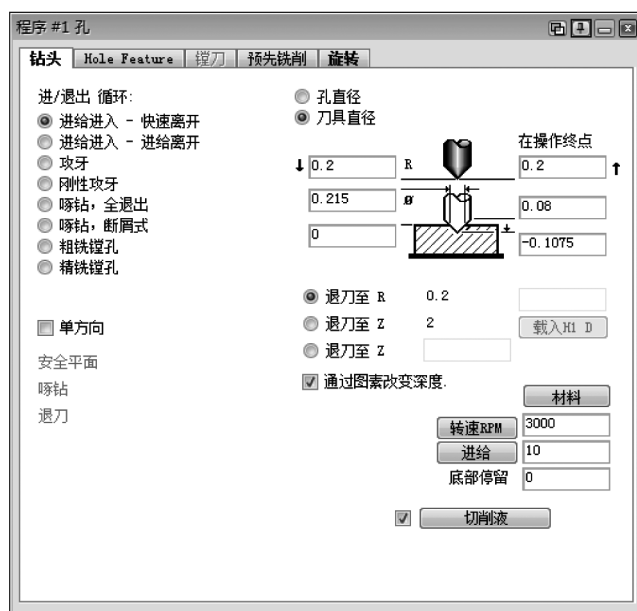 程序 #1 孔
钻头 Hole Feature 镗刀 预先铣削 旋转
进/退出 循环:
进给进入 - 快速离开
进给进入 - 进给离开
攻牙
刚性攻牙
啄钻，全退出
啄钻，断屑式
粗铣镗孔
精铣镗孔
单方向
安全平面
啄钻
退刀
孔直径
刀具直径
在操作终点
0.2 R 0.2
0.215 Ø 0.08
0 -0.1075
退刀至 R 0.2
退刀至 Z 2 载入H1 D
退刀至 Z
通过图素改变深度.
材料
转速RPM 3000
进给 10
底部停留 0
切削液